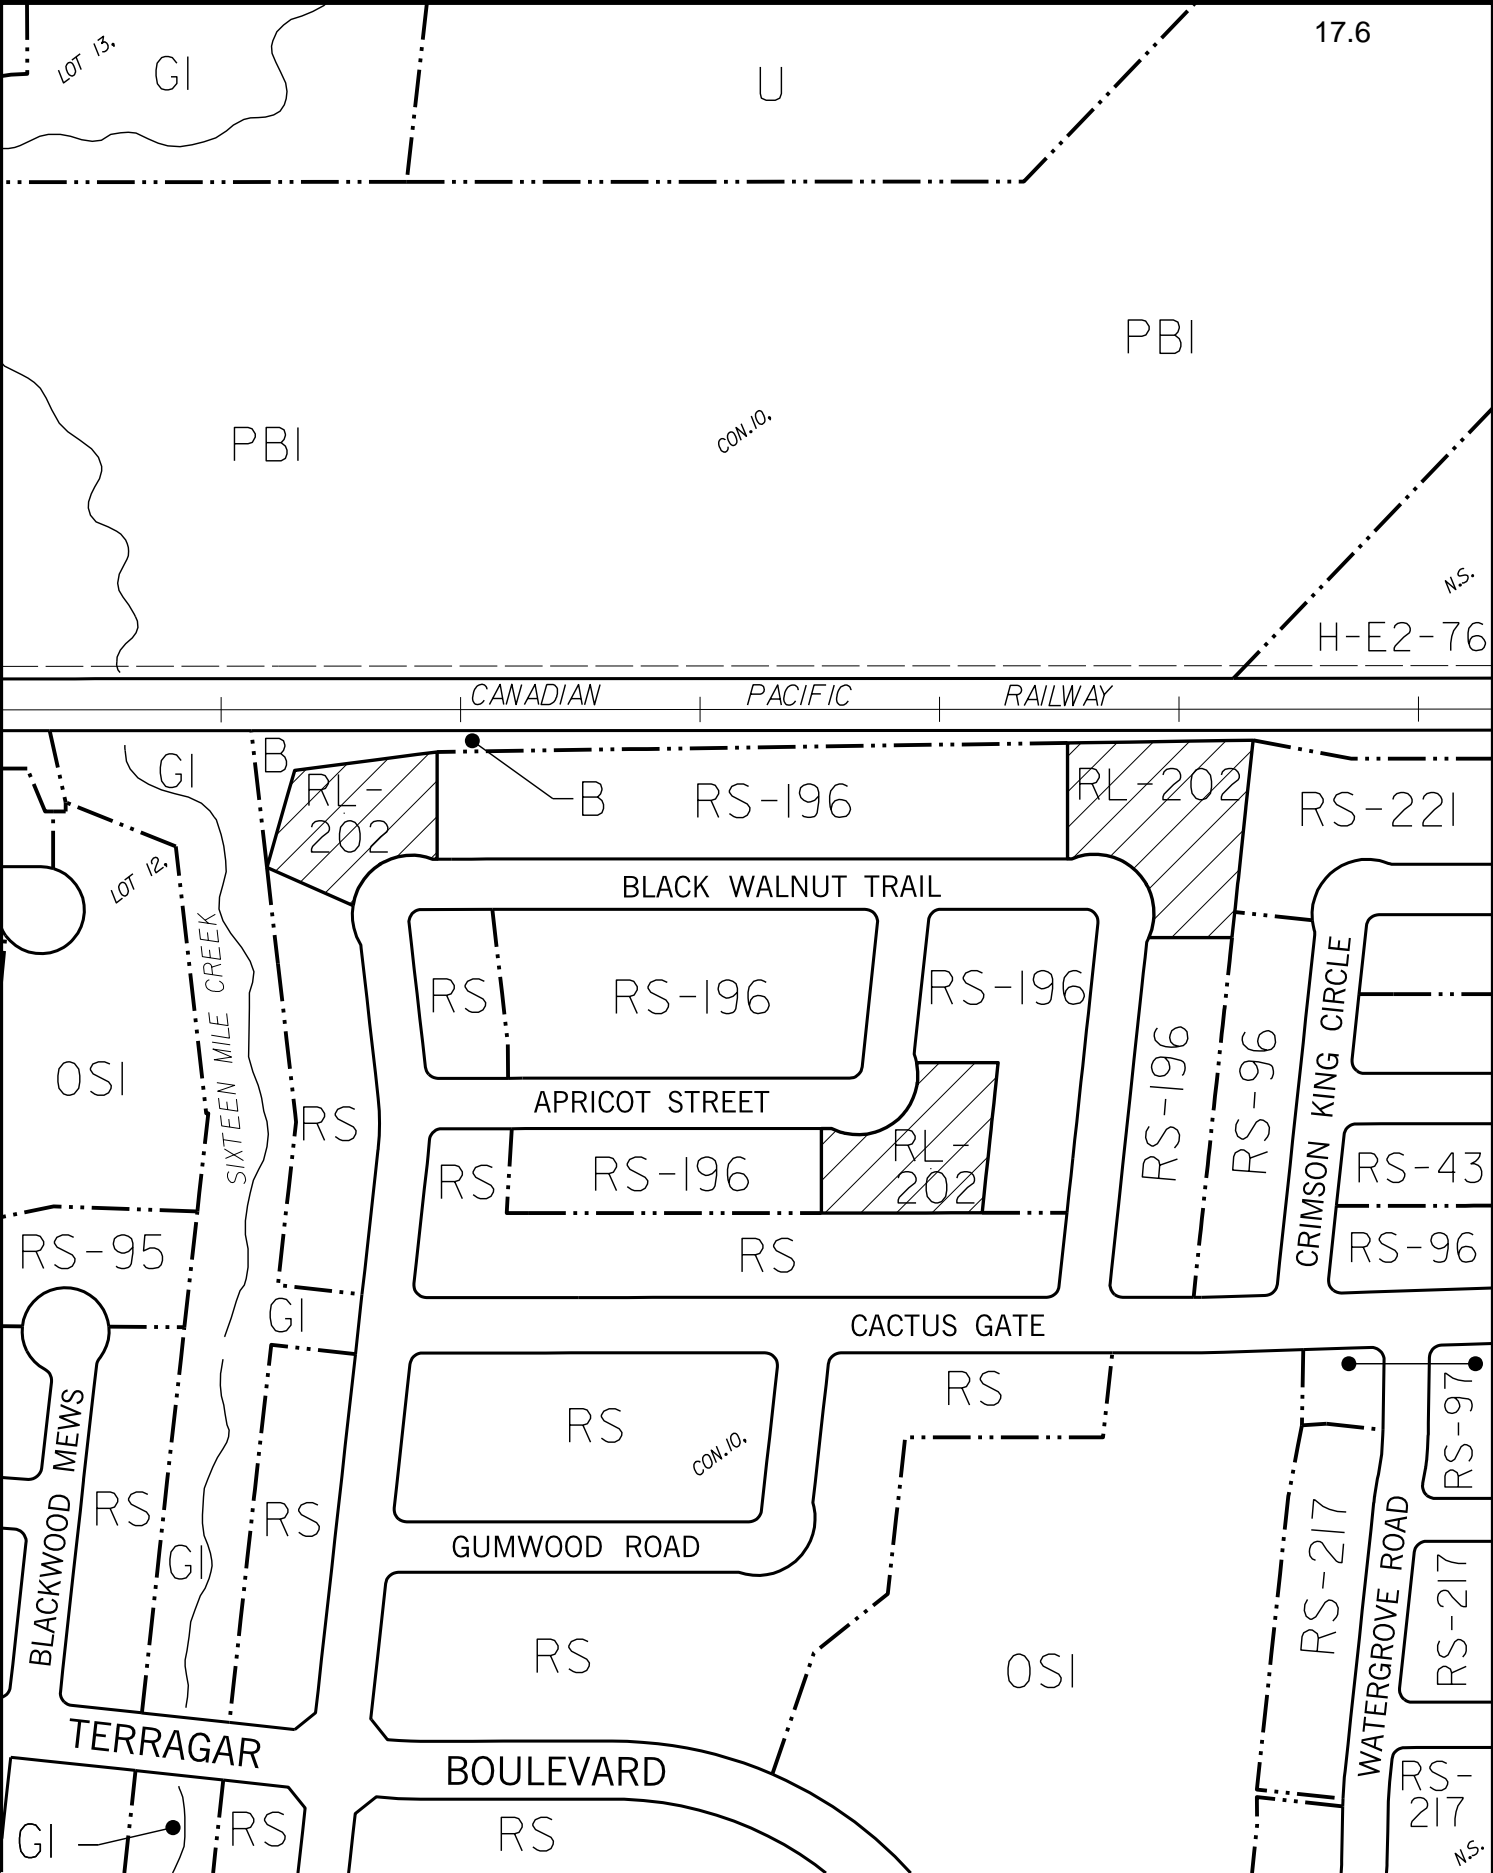 17.6
LOT 13,
GI
U
PBI
PBI
CON.10,
N.S.
H-E2-76
CANADIAN PACIFIC RAILWAY
GI
B
RL-
202
B
RS-196
RL-202
RS-221
LOT 12,
BLACK WALNUT TRAIL
SIXTEEN MILE CREEK
RS
RS-196
RS-196
CRIMSON KING CIRCLE
RS-196
RS-96
OSI
APRICOT STREET
RS
RS
RS-196
RL-
202
RS-43
RS-95
RS
RS-96
GI
CACTUS GATE
RS
RS-97
BLACKWOOD MEWS
RS
CON.10,
RS
RS
GI
GUMWOOD ROAD
RS-217
WATERGROVE ROAD
RS-217
RS
OSI
TERRAGAR BOULEVARD
RS-
217
GI
RS
RS
N.S.